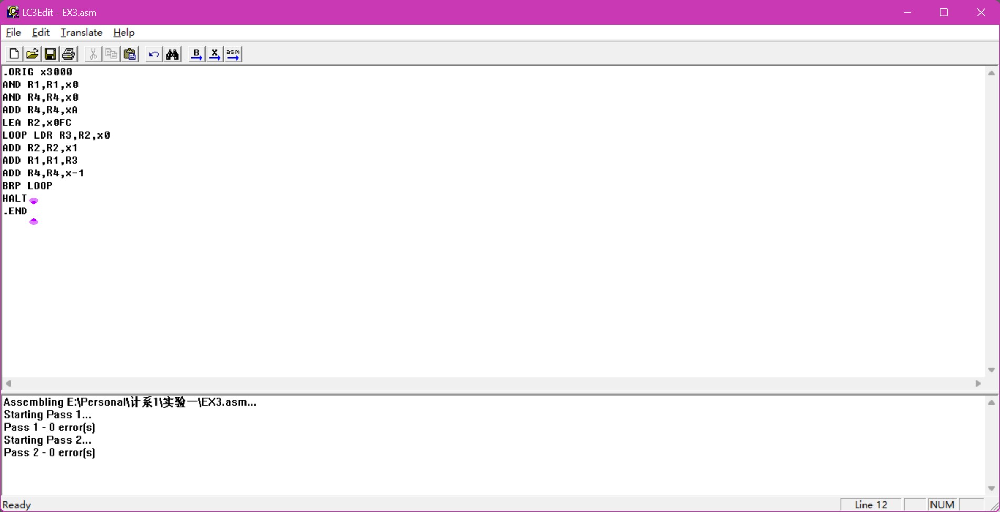 LC3Edit - EX3.asm
File Edit Translate Help
B X asm
.ORIG x3000
AND R1,R1,x0
AND R4,R4,x0
ADD R4,R4,xA
LEA R2,x0FC
LOOP LDR R3,R2,x0
ADD R2,R2,x1
ADD R1,R1,R3
ADD R4,R4,x-1
BRP LOOP
HALT
.END
Assembling E:\Personal\计系1\实验一\EX3.asm...
Starting Pass 1...
Pass 1 - 0 error(s)
Starting Pass 2...
Pass 2 - 0 error(s)
Ready Line 12 NUM